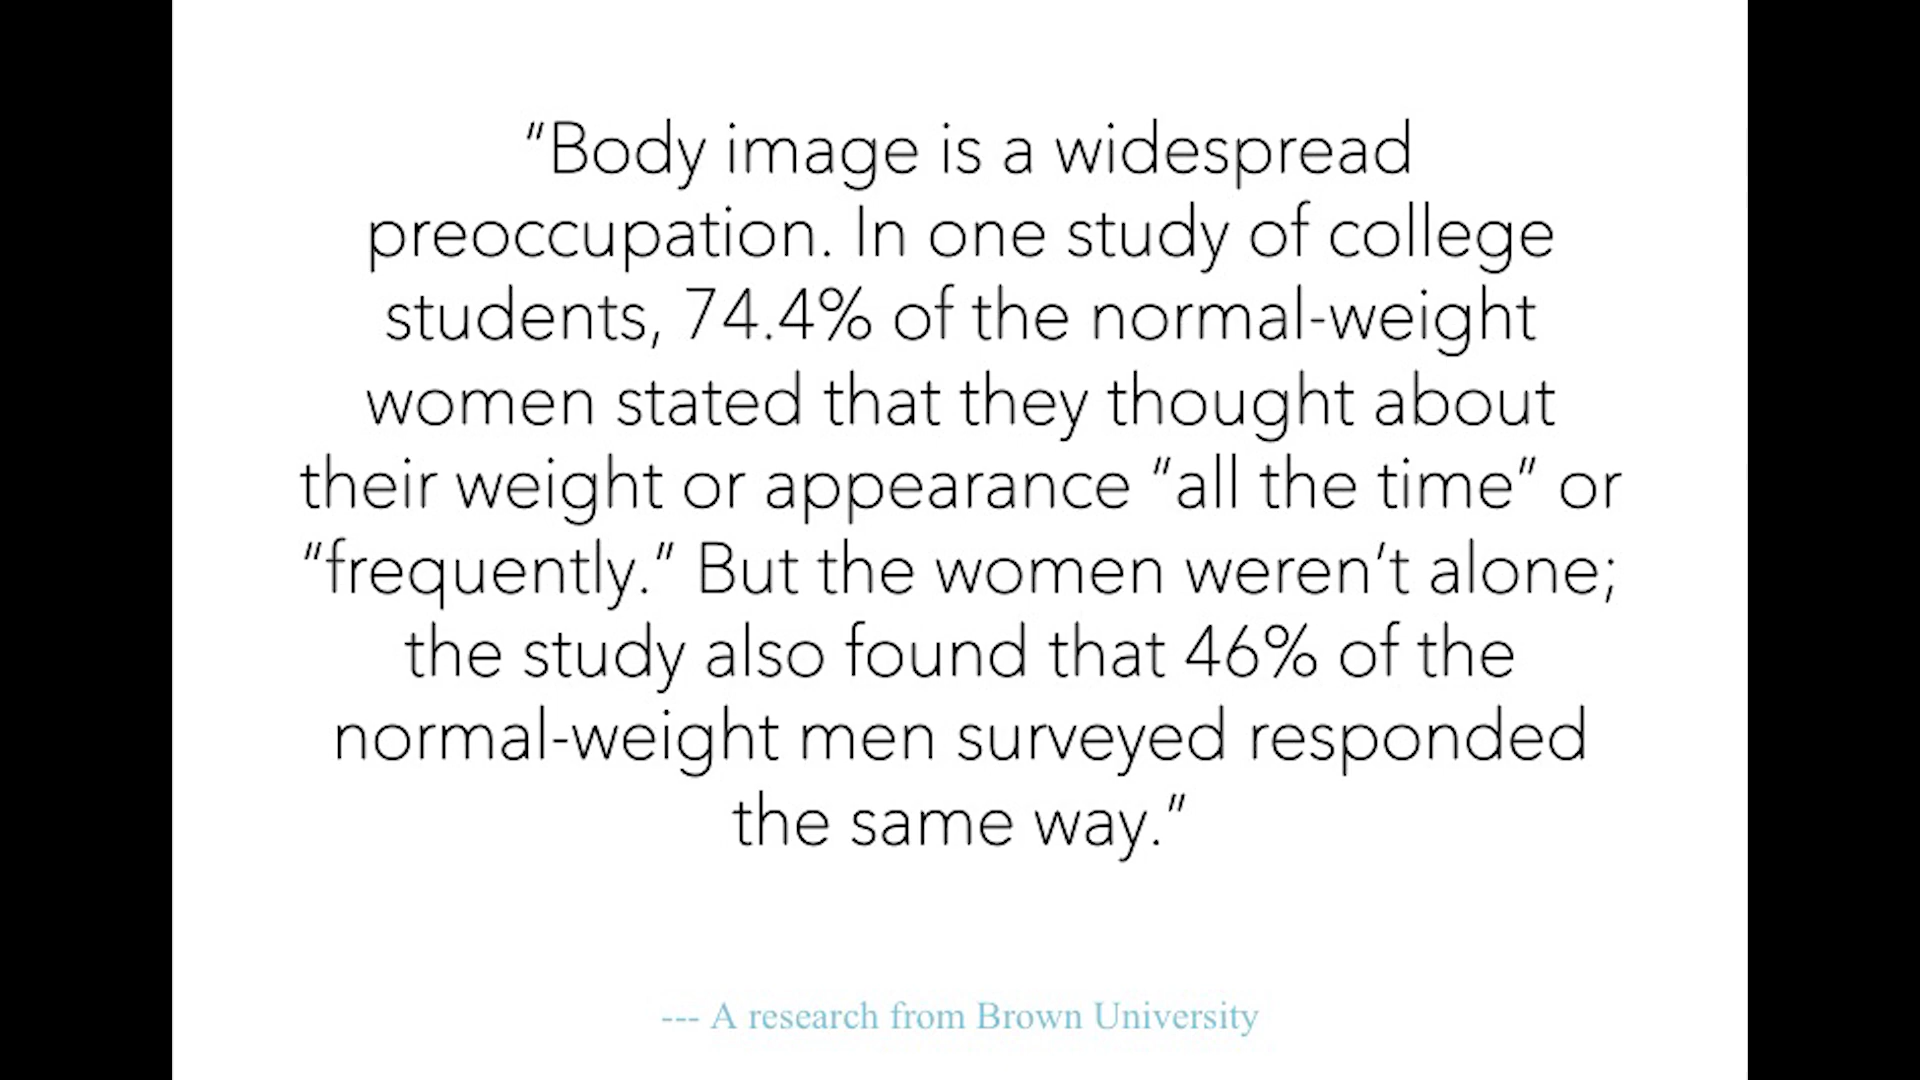 "Body image is a widespread
preoccupation. In one study of college
students, 74.4% of the normal-weight
women stated that they thought about
their weight or appearance "all the time" or
"frequently." But the women weren't alone;
the study also found that 46% of the
normal-weight men surveyed responded
the same way."
--- A research from Brown University